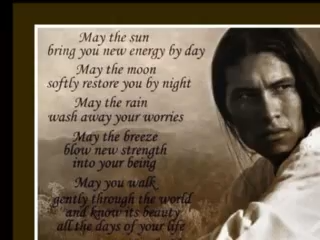 May the sun
bring you new energy by day
May the moon
softly restore you by night
May the rain
wash away your worries
May the breeze
blow new strength
into your being
May you walk
gently through the world
and know its beauty
all the days of your life